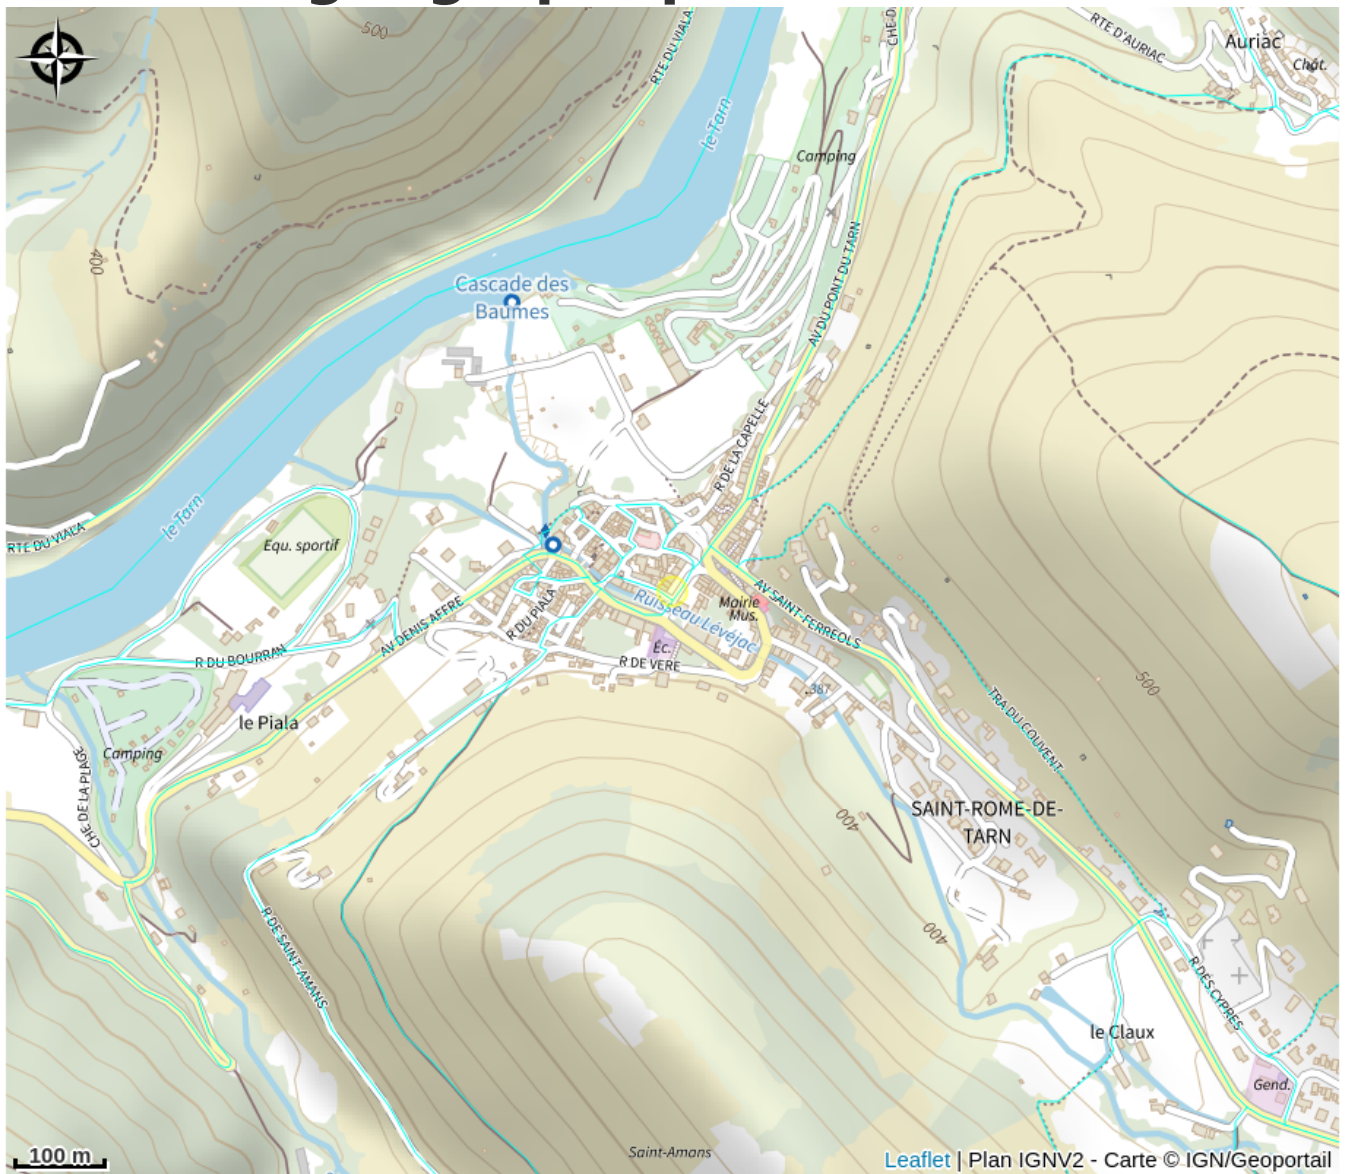 500
RTE DU VIALA
CHE D
RTE D'AURIAC
Auriac
Chât.
le Tarn
Camping
400
AV DU PONT DU TARN
Cascade des
Baumes
R DE LA CAPELLE
le Tarn
RTE DU VIALA
Equ. sportif
AV DENIS AFFRE
R DU PIALA
Ruisseau Lévéjac
Mairie
Mus.
AV SAINT-FERREOLS
Éc.
R DE VERE
R DU BOURRAN
.387
500
TRA DU COUVENT
le Piala
Camping
CHE DE LA PLAGE
400
SAINT-ROME-DE-
TARN
R DE SAINT-AMANS
400
R DES CYPRES
le Claux
Gend.
Saint-Amans
100 m
Leaflet | Plan IGNV2 - Carte © IGN/Geoportail